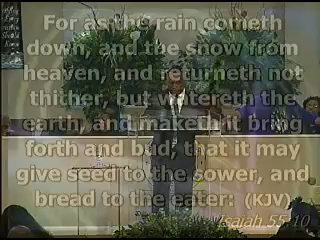 For as the rain cometh
down, and the snow from
heaven, and returneth not
thither, but watereth the
earth, and maketh it bring
forth and bud, that it may
give seed to the sower, and
bread to the eater: (KJV)
Isaiah 55:10